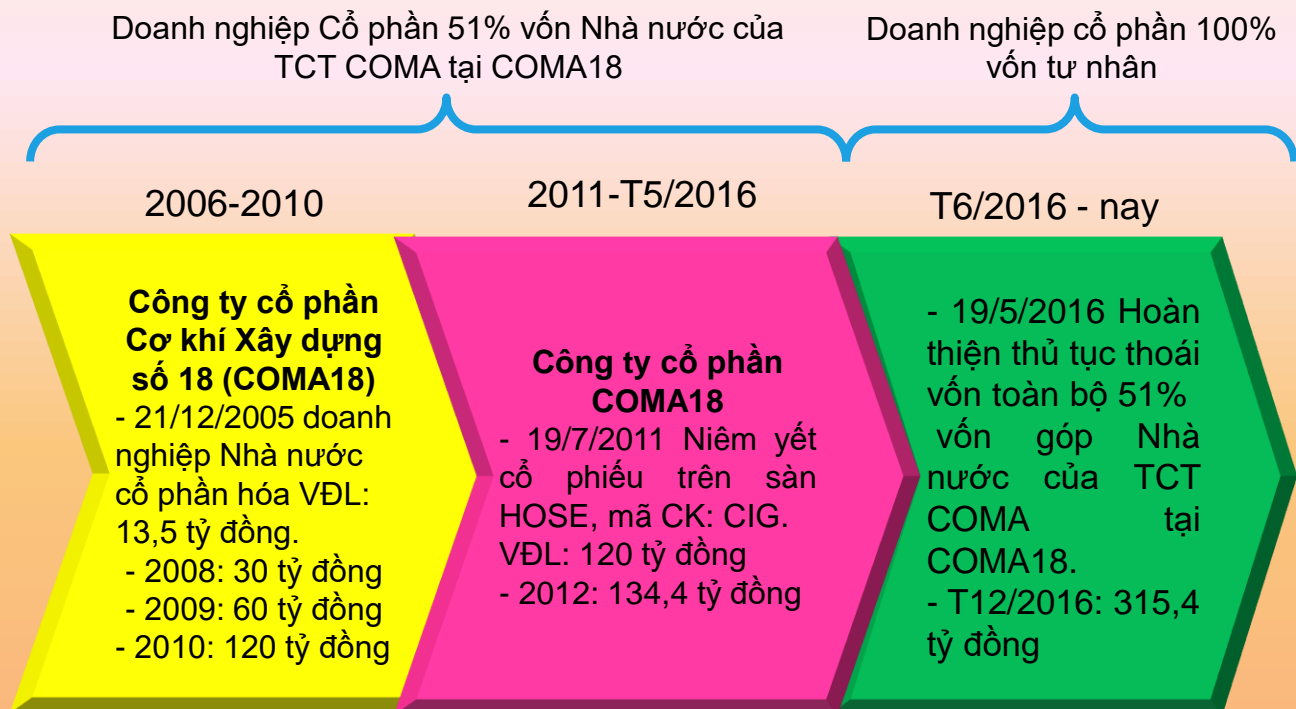 Doanh nghiệp Cổ phần 51% vốn Nhà nước của
TCT COMA tại COMA18
Doanh nghiệp cổ phần 100%
vốn tư nhân
2006-2010
2011-T5/2016
T6/2016 - nay
Công ty cổ phần
Cơ khí Xây dựng
số 18 (COMA18)
- 21/12/2005 doanh
nghiệp Nhà nước
cổ phần hóa VĐL:
13,5 tỷ đồng.
- 2008: 30 tỷ đồng
- 2009: 60 tỷ đồng
- 2010: 120 tỷ đồng
Công ty cổ phần
COMA18
- 19/7/2011 Niêm yết
cổ phiếu trên sàn
HOSE, mã CK: CIG.
VĐL: 120 tỷ đồng
- 2012: 134,4 tỷ đồng
- 19/5/2016 Hoàn
thiện thủ tục thoái
vốn toàn bộ 51%
vốn góp Nhà
nước của TCT
COMA tại
COMA18.
- T12/2016: 315,4
tỷ đồng